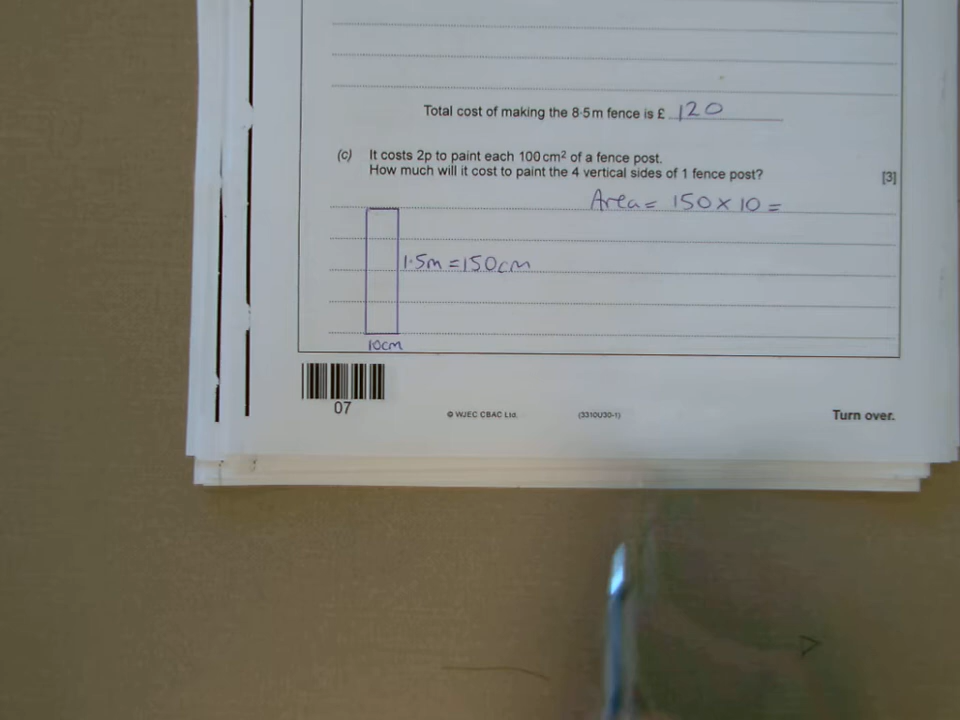 Total cost of making the 8·5m fence is £ 120
(c) It costs 2p to paint each 100 cm² of a fence post.
How much will it cost to paint the 4 vertical sides of 1 fence post? [3]
Area = 150 × 10 =
1.5m = 150cm
10cm
07
© WJEC CBAC Ltd.
(3310U30-1)
Turn over.